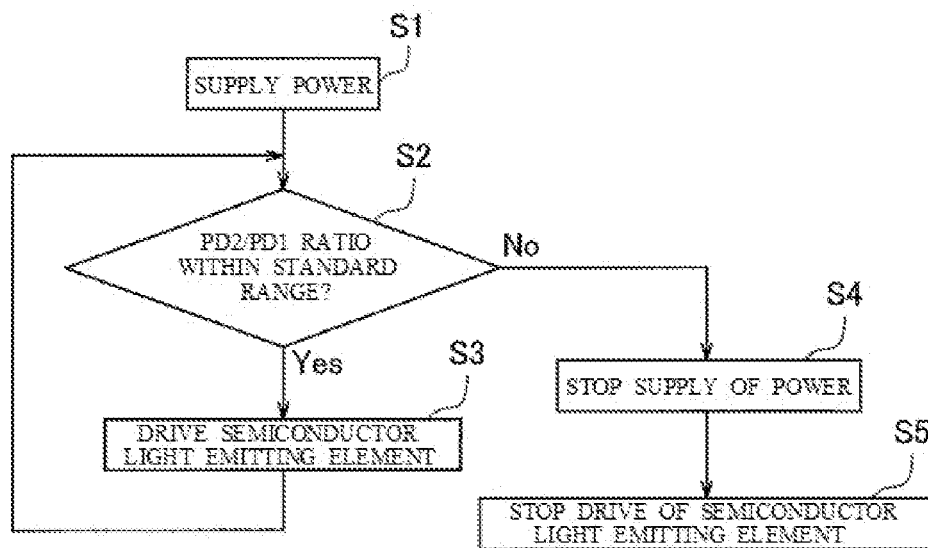 S1
SUPPLY POWER
S2
PD2/PD1 RATIO
WITHIN STANDARD
RANGE?
No
Yes
S3
DRIVE SEMICONDUCTOR
LIGHT EMITTING ELEMENT
S4
STOP SUPPLY OF POWER
S5
STOP DRIVE OF SEMICONDUCTOR
LIGHT EMITTING ELEMENT